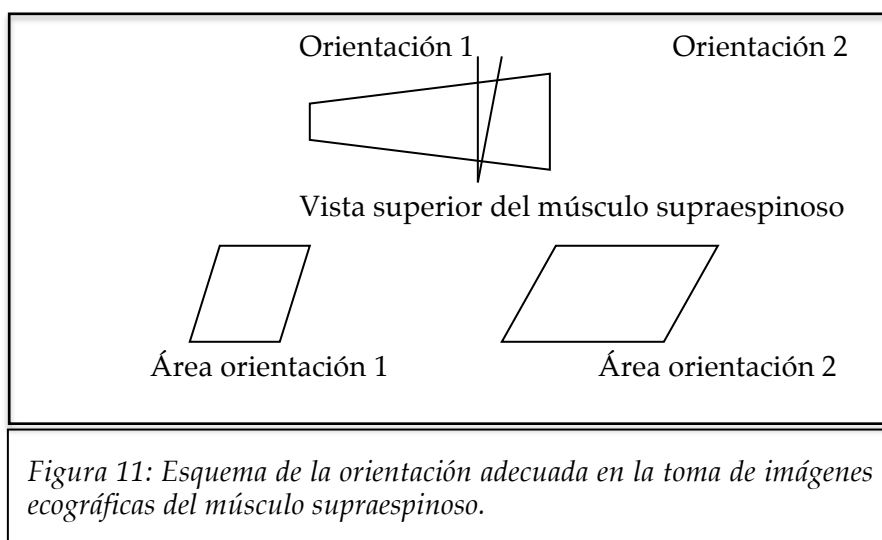 Orientación 1 Orientación 2
Vista superior del músculo supraespinoso
Área orientación 1 Área orientación 2
Figura 11: Esquema de la orientación adecuada en la toma de imágenes
ecográficas del músculo supraespinoso.